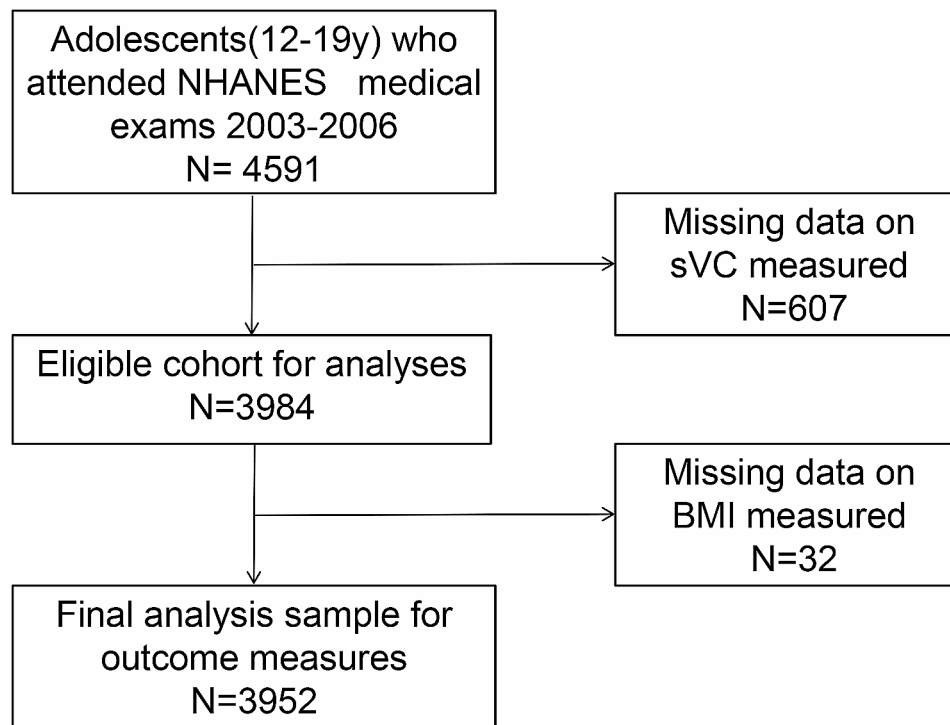 Adolescents(12-19y) who
attended NHANES medical
exams 2003-2006
N= 4591
Missing data on
sVC measured
N=607
Eligible cohort for analyses
N=3984
Missing data on
BMI measured
N=32
Final analysis sample for
outcome measures
N=3952